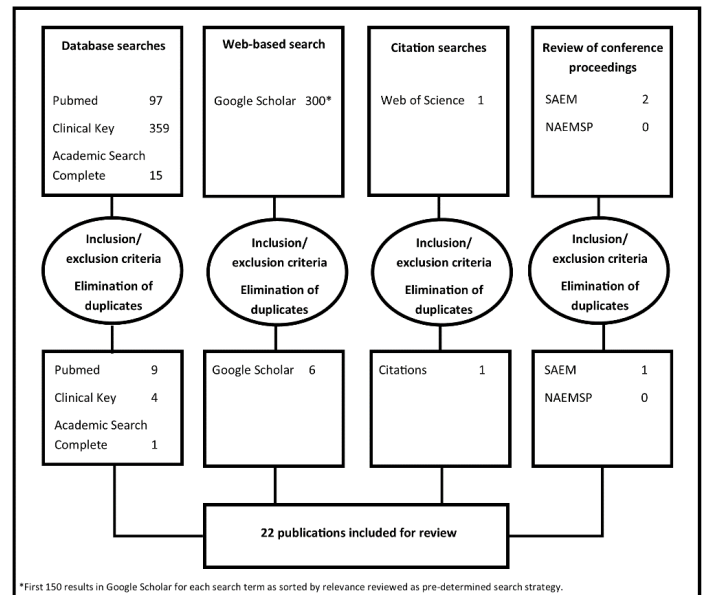 Database searches
Pubmed 97
Clinical Key 359
Academic Search
Complete 15
Web-based search
Google Scholar 300*
Citation searches
Web of Science 1
Review of conference
proceedings
SAEM 2
NAEMSP 0
Inclusion/
exclusion criteria
Elimination of
duplicates
Inclusion/
exclusion criteria
Elimination of
duplicates
Inclusion/
exclusion criteria
Elimination of
duplicates
Inclusion/
exclusion criteria
Elimination of
duplicates
Pubmed 9
Clinical Key 4
Academic Search
Complete 1
Google Scholar 6
Citations 1
SAEM 1
NAEMSP 0
22 publications included for review
*First 150 results in Google Scholar for each search term as sorted by relevance reviewed as pre-determined search strategy.